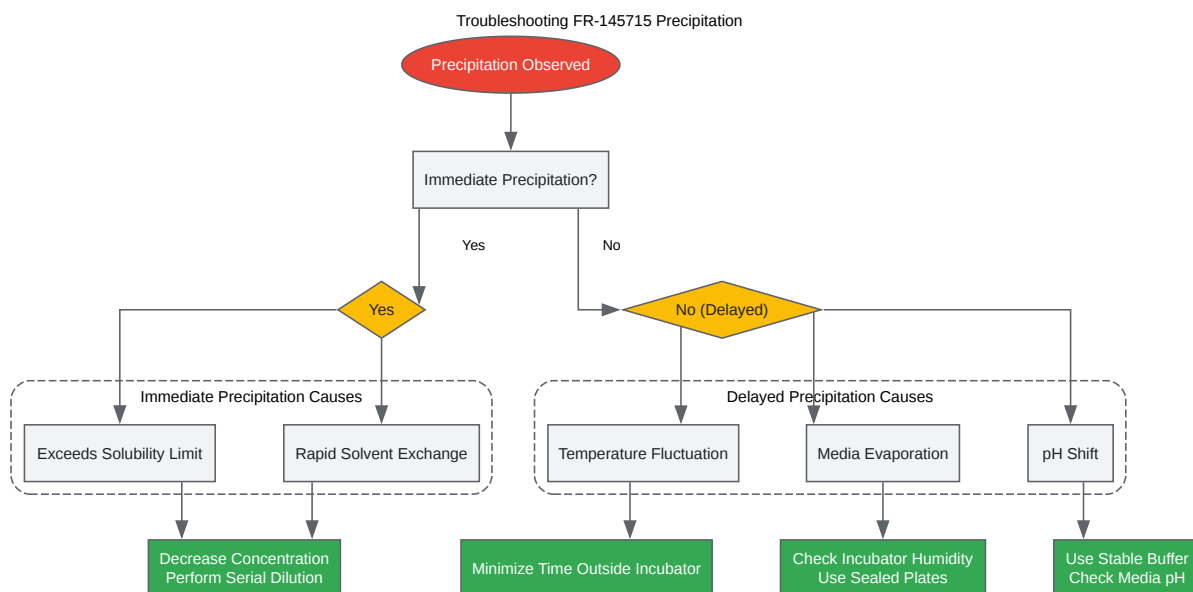 Troubleshooting FR-145715 Precipitation
Precipitation Observed
Immediate Precipitation?
Yes
No
Yes
No (Delayed)
Immediate Precipitation Causes
Delayed Precipitation Causes
Exceeds Solubility Limit
Rapid Solvent Exchange
Temperature Fluctuation
Media Evaporation
pH Shift
Decrease Concentration
Perform Serial Dilution
Minimize Time Outside Incubator
Check Incubator Humidity
Use Sealed Plates
Use Stable Buffer
Check Media pH